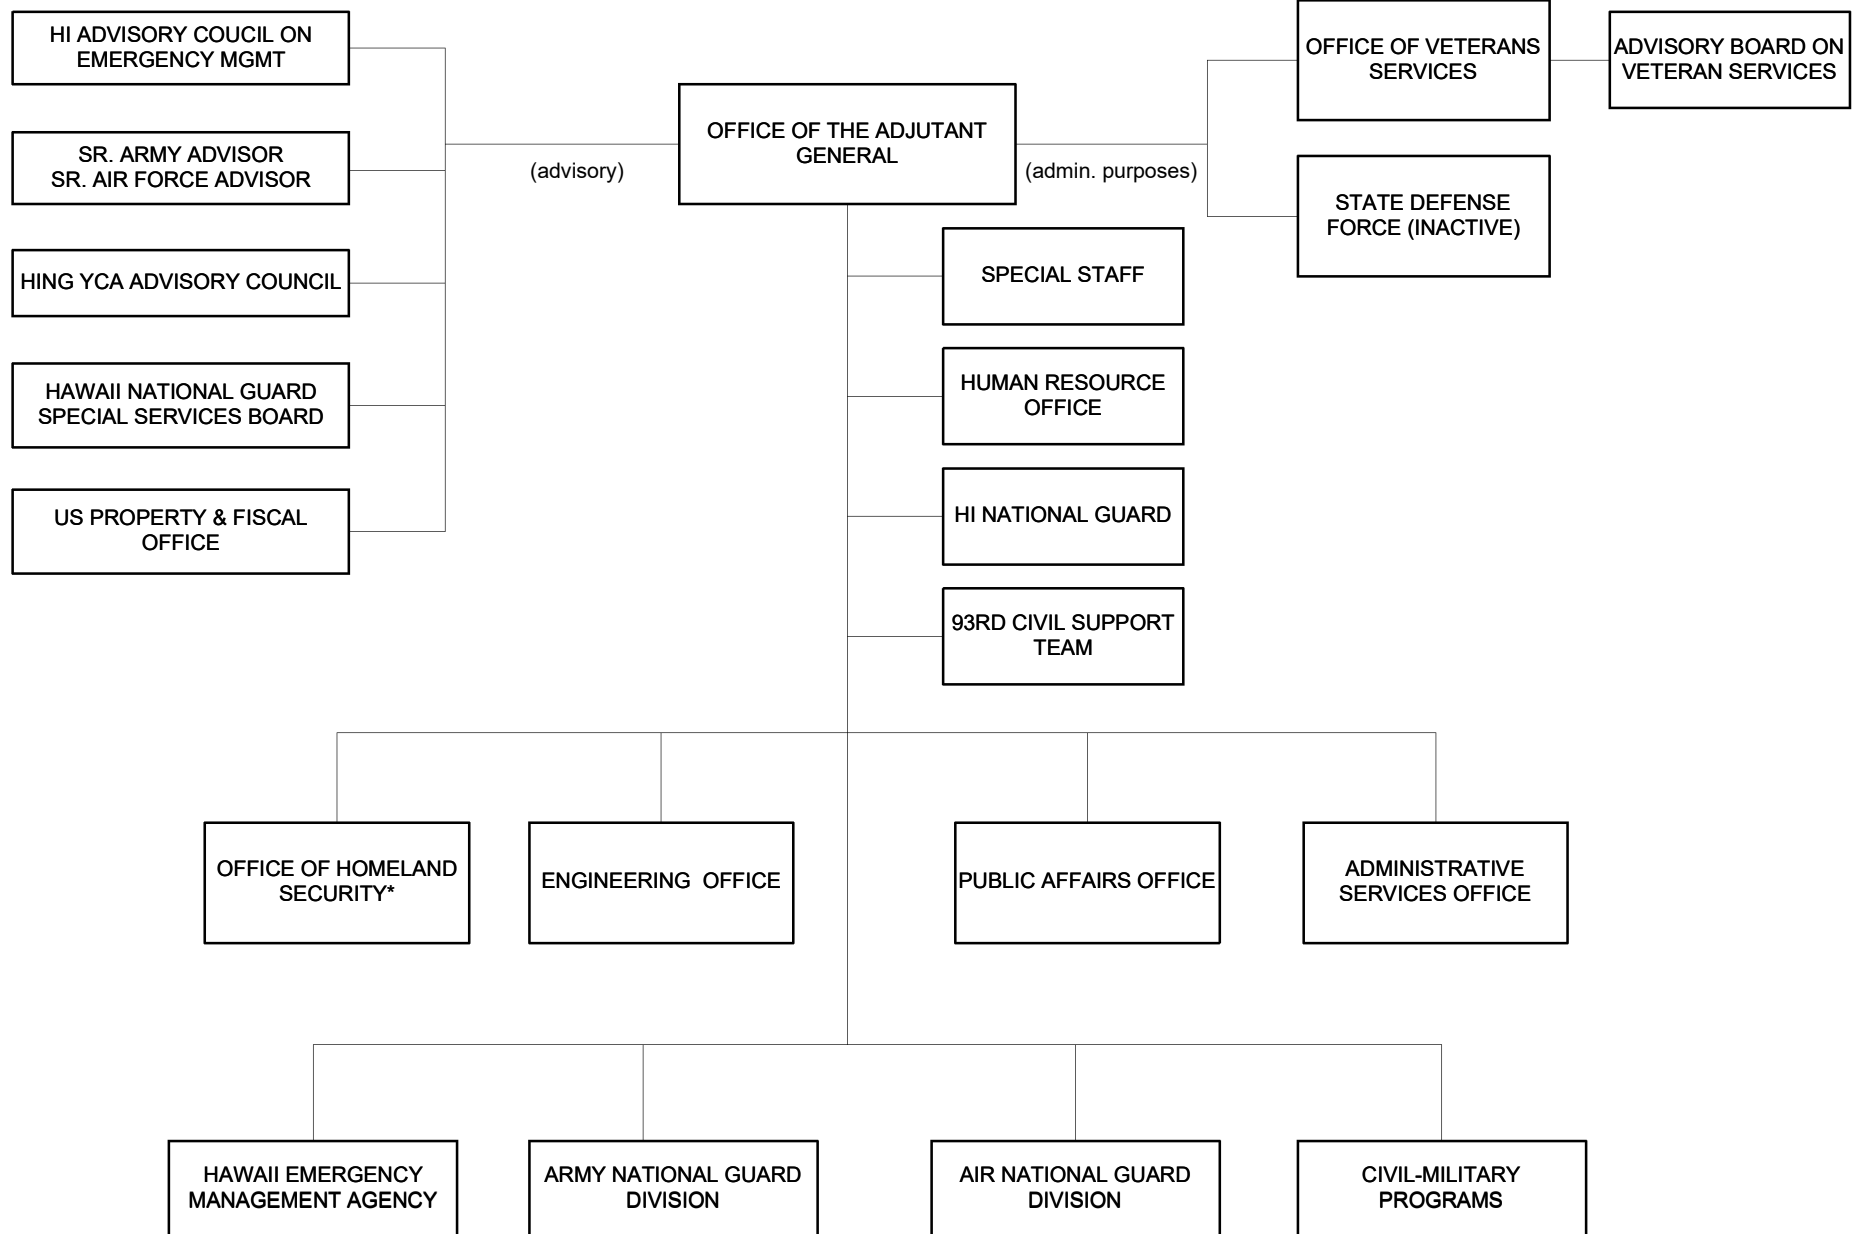 HI ADVISORY COUCIL ON
EMERGENCY MGMT
SR. ARMY ADVISOR
SR. AIR FORCE ADVISOR
HING YCA ADVISORY COUNCIL
HAWAII NATIONAL GUARD
SPECIAL SERVICES BOARD
US PROPERTY & FISCAL
OFFICE
(advisory)
OFFICE OF THE ADJUTANT
GENERAL
(admin. purposes)
OFFICE OF VETERANS
SERVICES
ADVISORY BOARD ON
VETERAN SERVICES
STATE DEFENSE
FORCE (INACTIVE)
SPECIAL STAFF
HUMAN RESOURCE
OFFICE
HI NATIONAL GUARD
93RD CIVIL SUPPORT
TEAM
OFFICE OF HOMELAND
SECURITY*
ENGINEERING  OFFICE
PUBLIC AFFAIRS OFFICE
ADMINISTRATIVE
SERVICES OFFICE
HAWAII EMERGENCY
MANAGEMENT AGENCY
ARMY NATIONAL GUARD
DIVISION
AIR NATIONAL GUARD
DIVISION
CIVIL-MILITARY
PROGRAMS